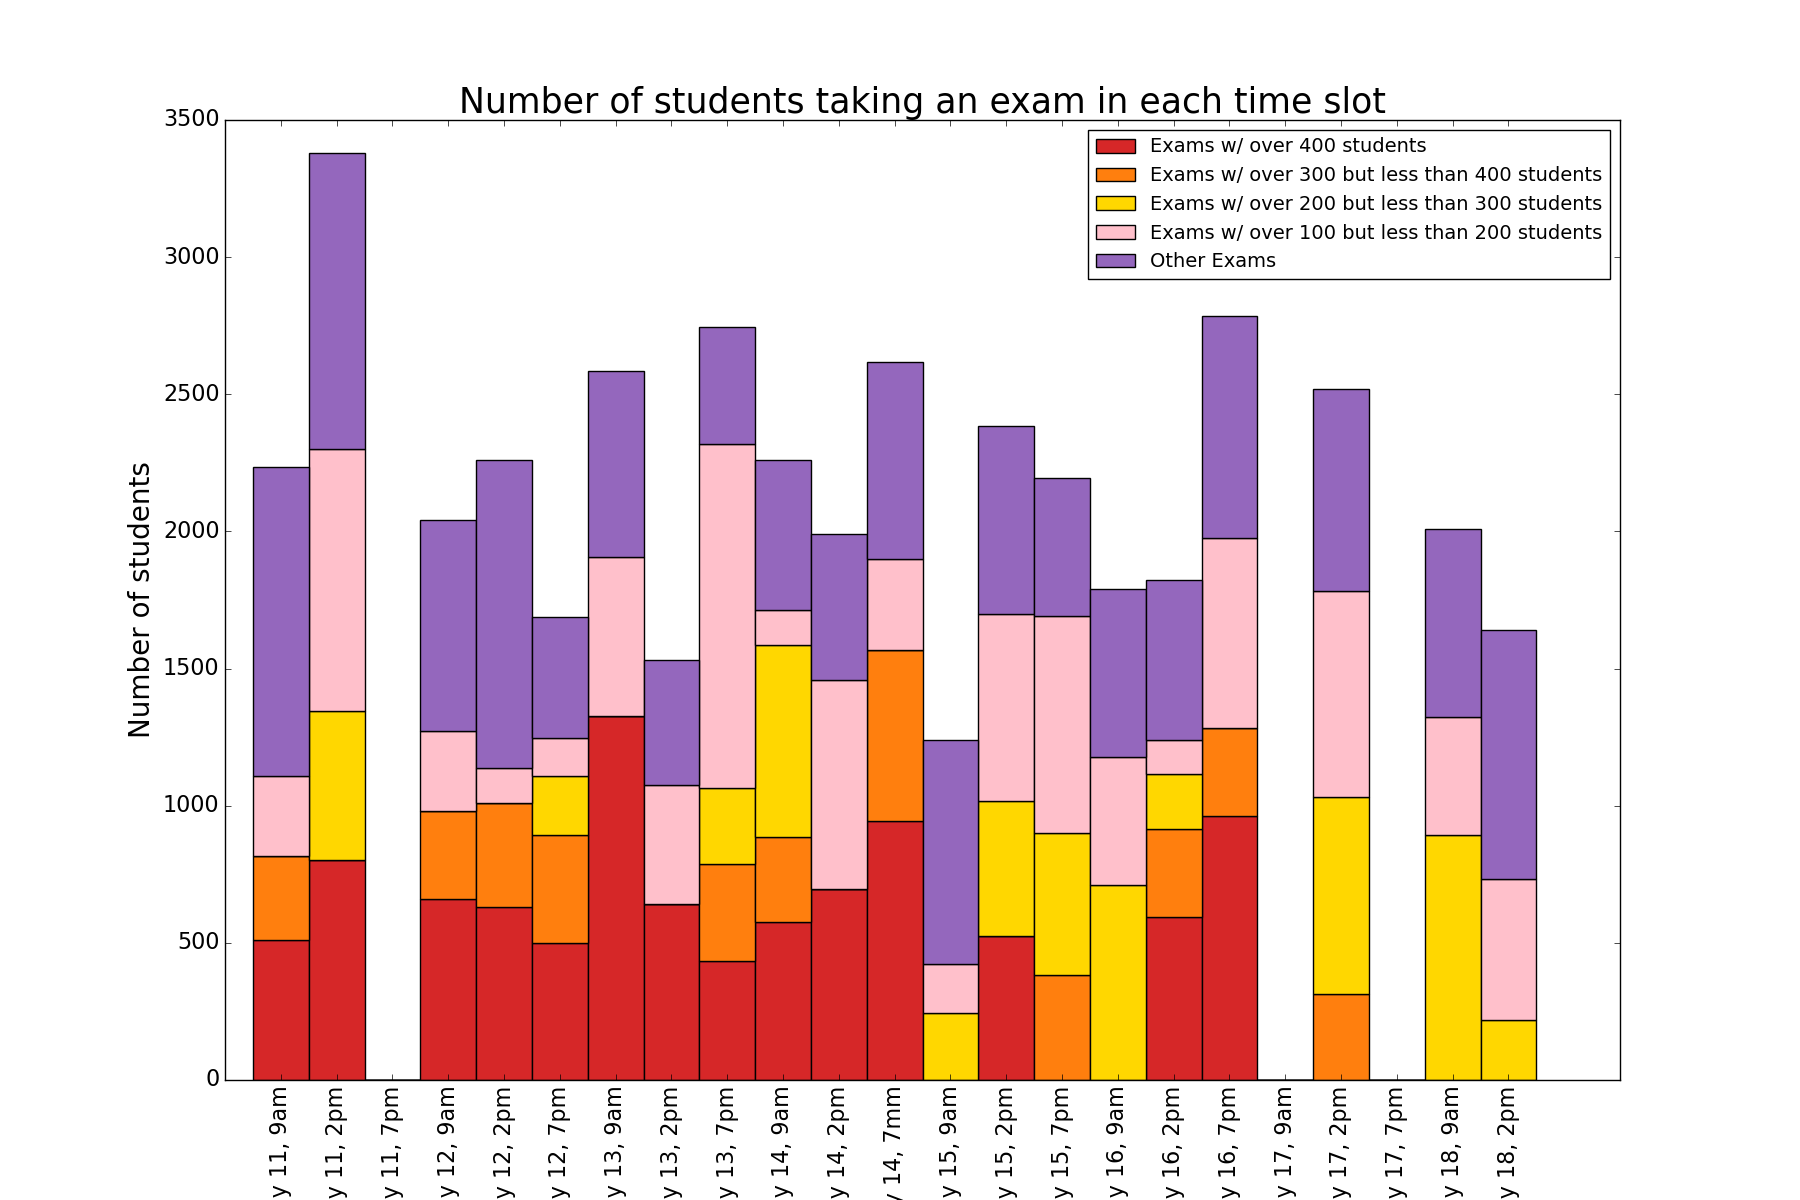 Number of students taking an exam in each time slot
Number of students
3500
3000
2500
2000
1500
1000
500
0
Exams w/ over 400 students
Exams w/ over 300 but less than 400 students
Exams w/ over 200 but less than 300 students
Exams w/ over 100 but less than 200 students
Other Exams
y 11, 9am
y 11, 2pm
y 11, 7pm
y 12, 9am
y 12, 2pm
y 12, 7pm
y 13, 9am
y 13, 2pm
y 13, 7pm
y 14, 9am
y 14, 2pm
y 14, 7mm
y 15, 9am
y 15, 2pm
y 15, 7pm
y 16, 9am
y 16, 2pm
y 16, 7pm
y 17, 9am
y 17, 2pm
y 17, 7pm
y 18, 9am
y 18, 2pm